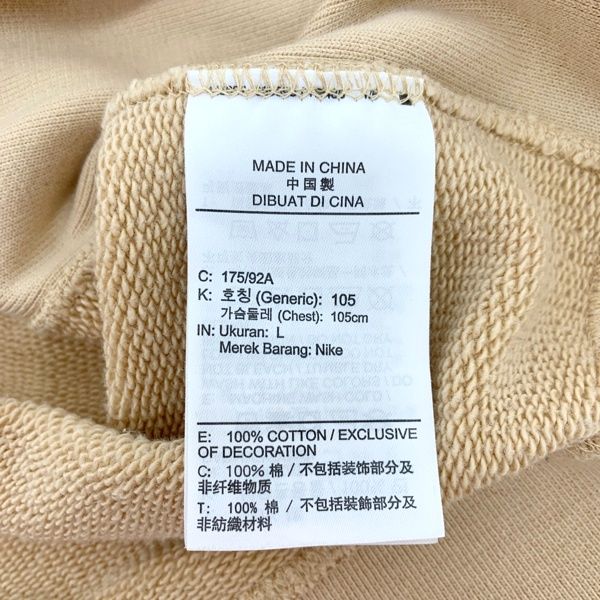 MADE IN CHINA
中国製
DIBUAT DI CINA
C: 175/92A
K: 호칭 (Generic): 105
가슴둘레 (Chest): 105cm
IN: Ukuran: L
Merek Barang: Nike
E: 100% COTTON / EXCLUSIVE
OF DECORATION
C: 100% 棉 / 不包括装饰部分及
非纤维物质
T: 100% 棉 / 不包括裝飾部分及
非紡織材料